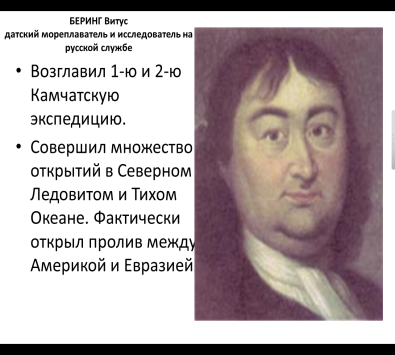 БЕРИНГ Витус
датский мореплаватель и исследователь на
русской службе
• Возглавил 1-ю и 2-ю
Камчатскую
экспедицию.
• Совершил множество
открытий в Северном
Ледовитом и Тихом
Океане. Фактически
открыл пролив между
Америкой и Евразией